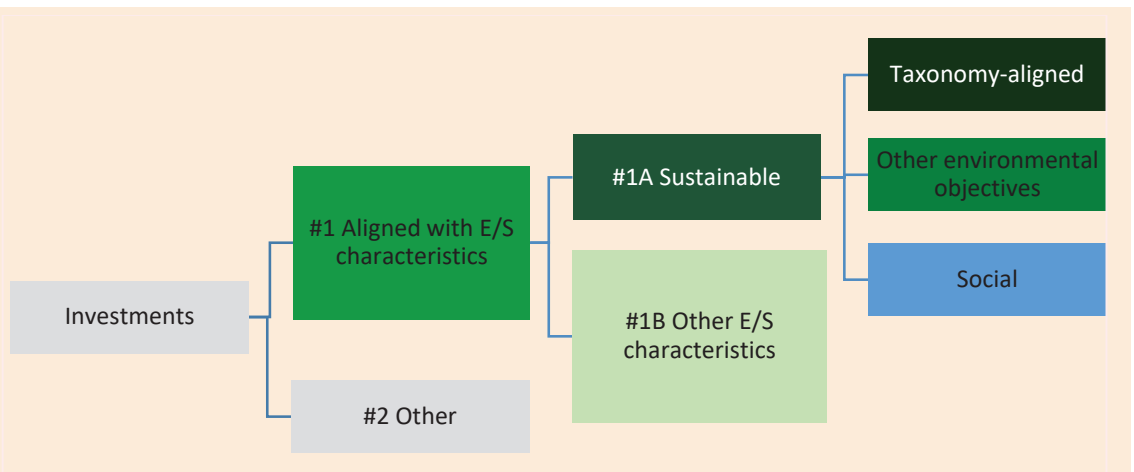 Investments
#1 Aligned with E/S
characteristics
#2 Other
#1A Sustainable
#1B Other E/S
characteristics
Taxonomy-aligned
Other environmental
objectives
Social